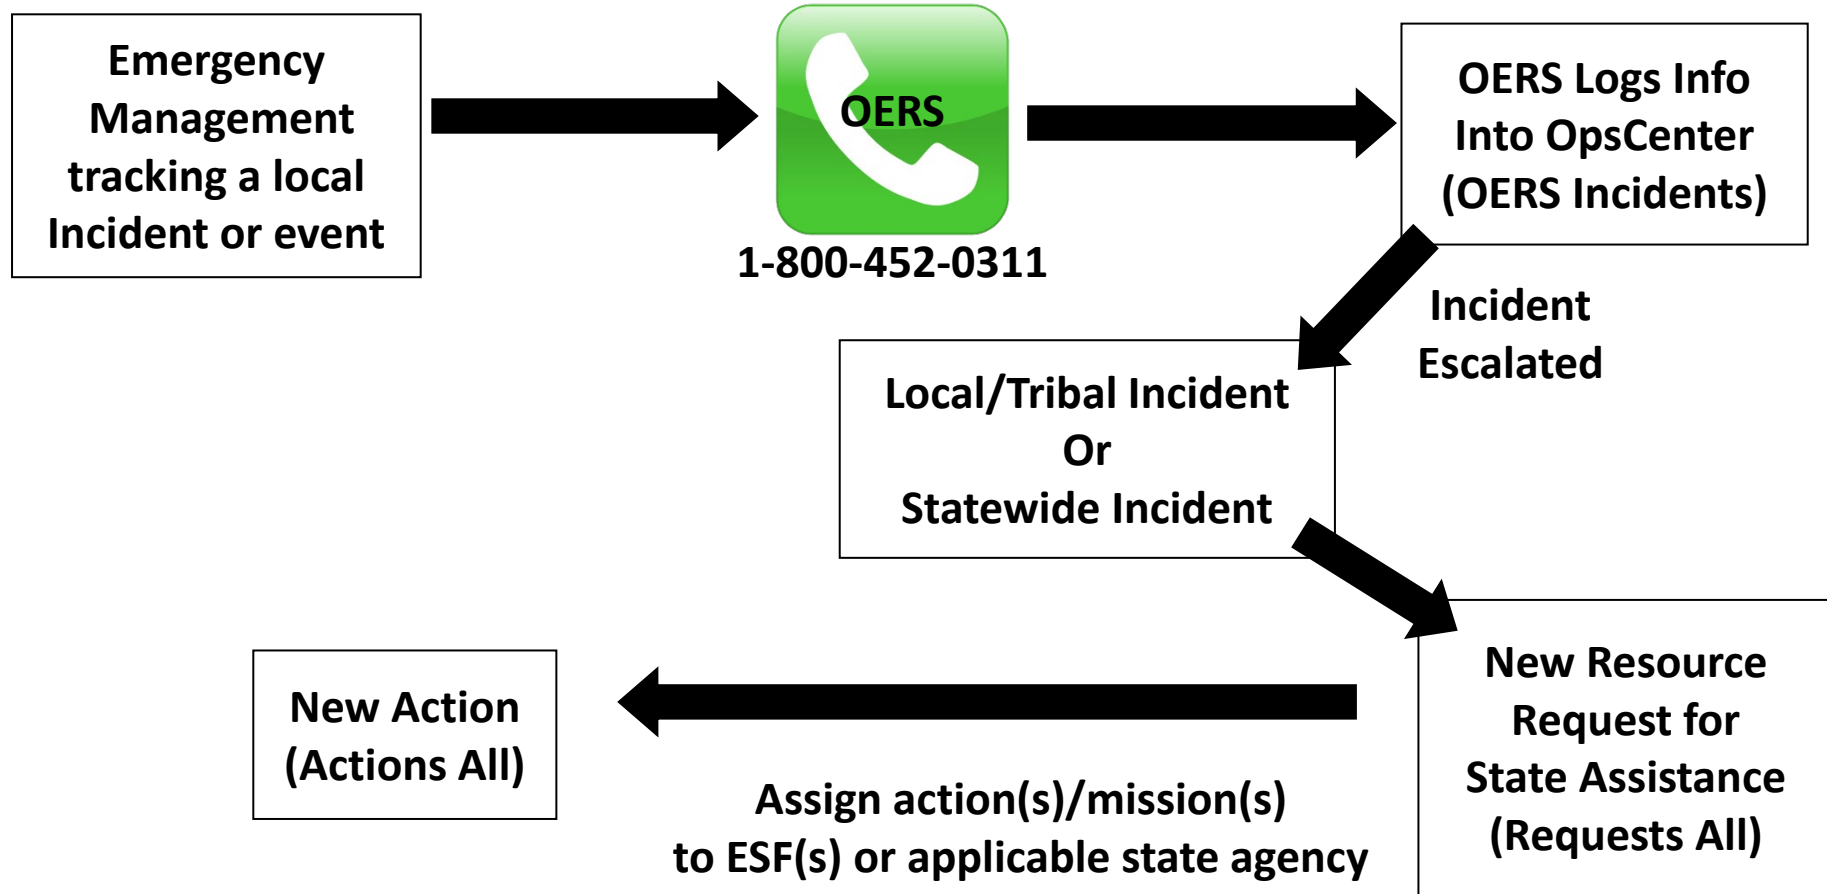 Emergency
Management
tracking a local
Incident or event
OERS
1-800-452-0311
OERS Logs Info
Into OpsCenter
(OERS Incidents)
Incident
Escalated
Local/Tribal Incident
Or
Statewide Incident
New Resource
Request for
State Assistance
(Requests All)
Assign action(s)/mission(s)
to ESF(s) or applicable state agency
New Action
(Actions All)